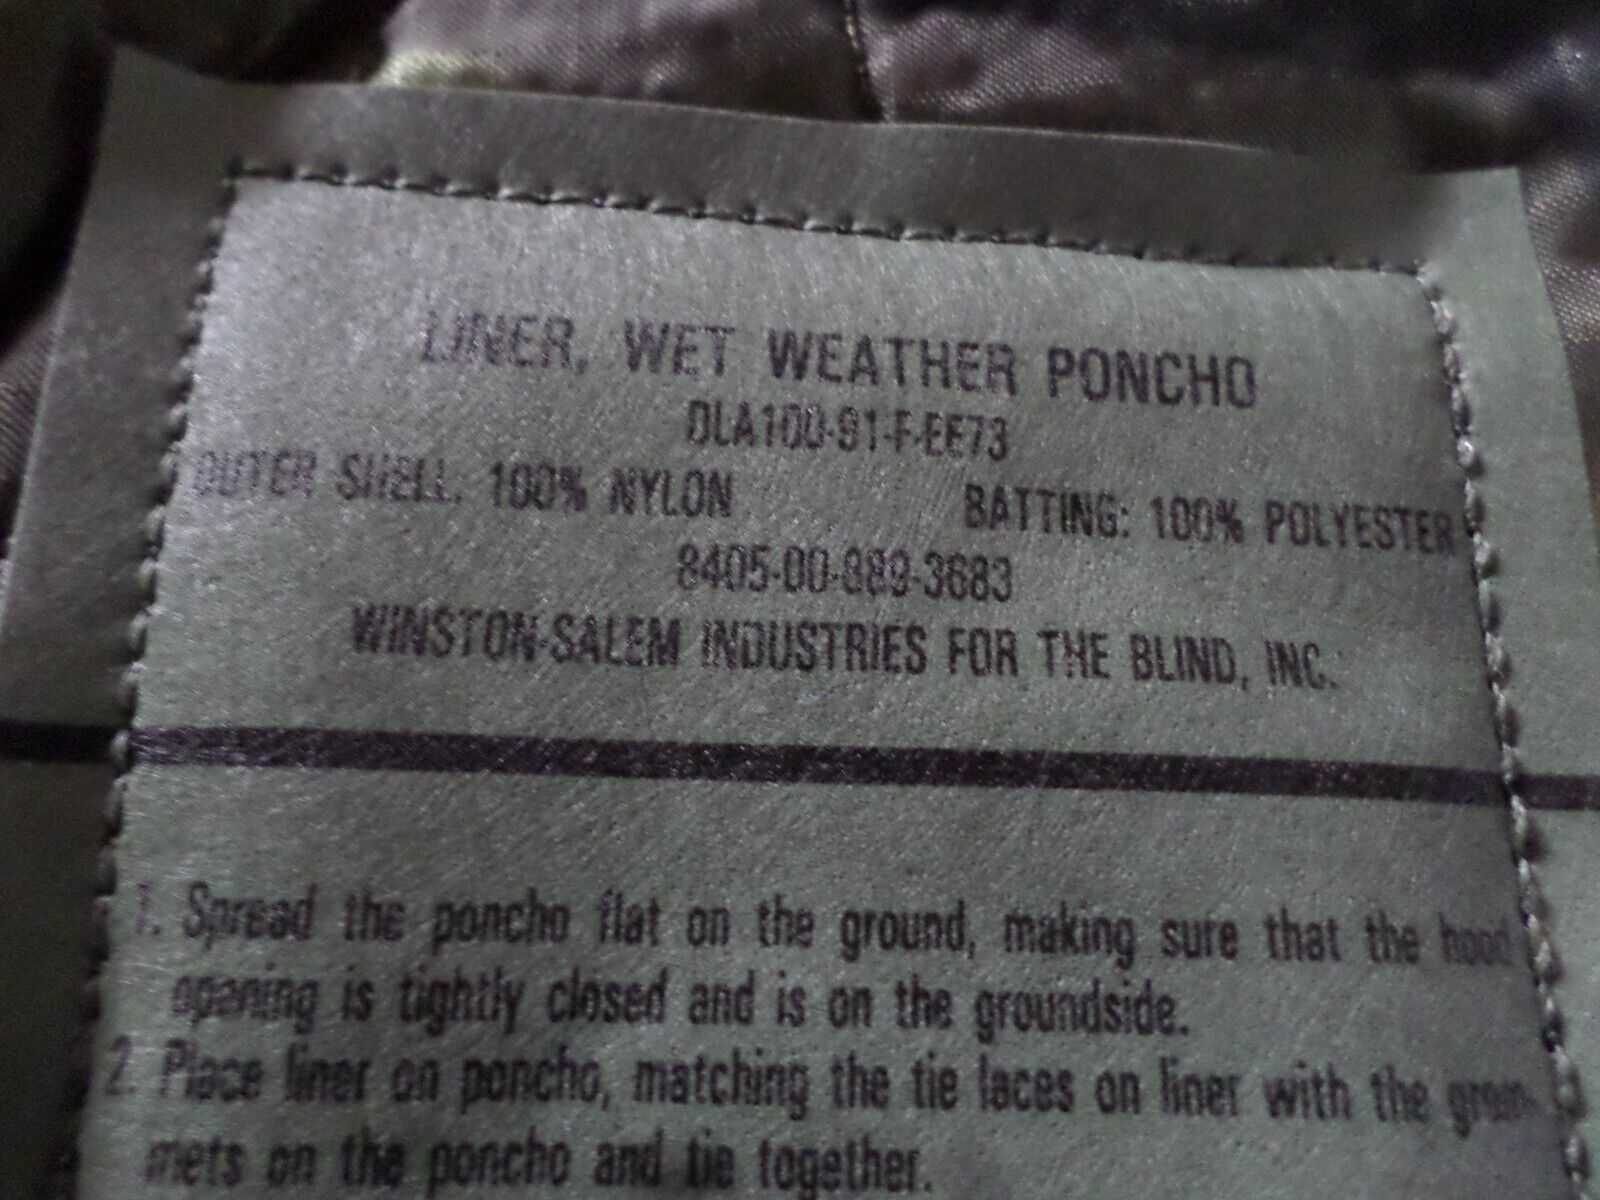 LINER, WET WEATHER PONCHO
DLA100-91-F-EE73
OUTER SHELL. 100% NYLON BATTING: 100% POLYESTER
8405-00-889-3683
WINSTON-SALEM INDUSTRIES FOR THE BLIND, INC.
1. Spread the poncho flat on the ground, making sure that the hood
opening is tightly closed and is on the groundside.
2. Place liner on poncho, matching the tie laces on liner with the grom-
mets on the poncho and tie together.